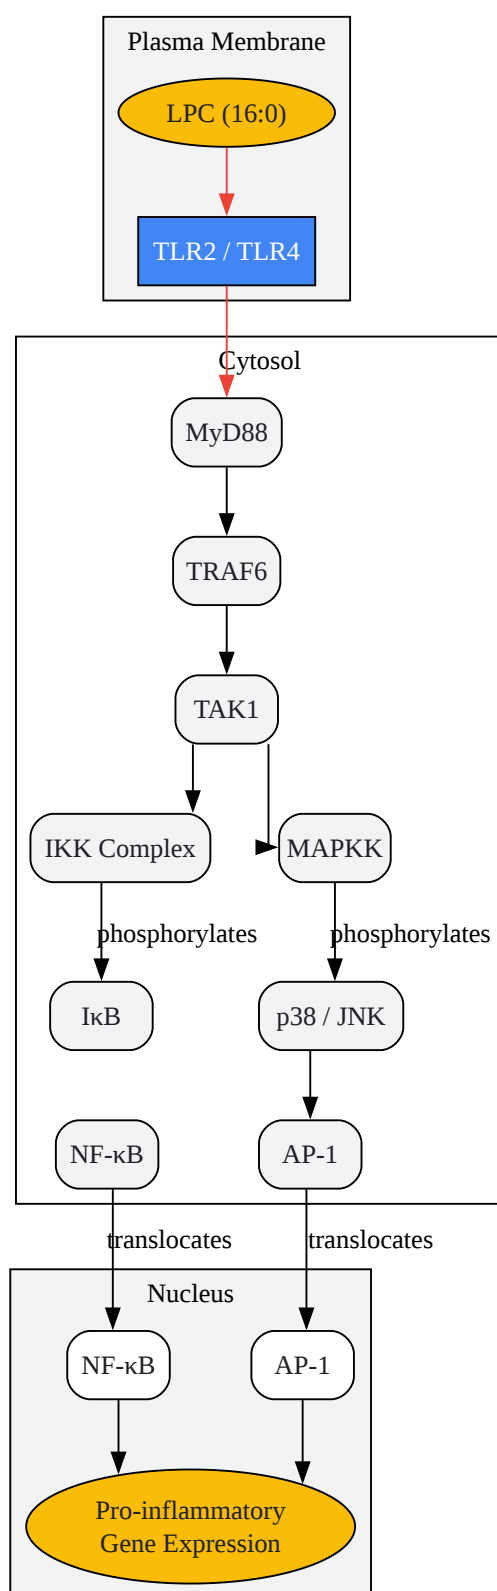 Plasma Membrane
LPC (16:0)
TLR2 / TLR4
Cytosol
MyD88
TRAF6
TAK1
IKK Complex
MAPKK
phosphorylates
phosphorylates
IκB
p38 / JNK
NF-κB
AP-1
translocates
translocates
Nucleus
NF-κB
AP-1
Pro-inflammatory
Gene Expression